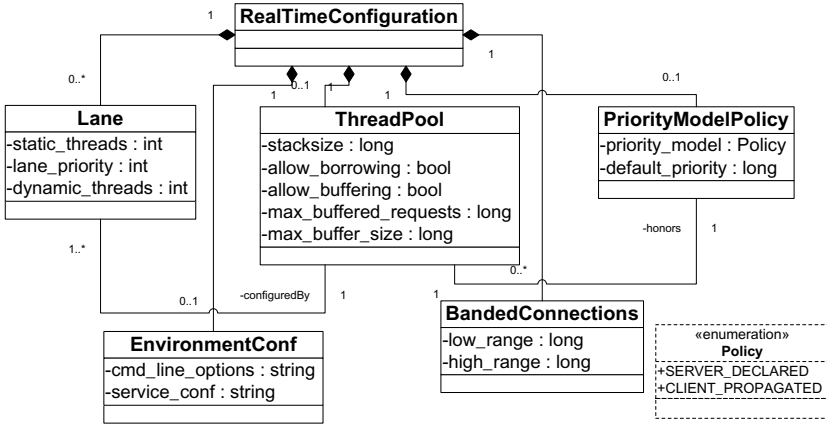 RealTimeConfiguration
1
1
0..*
1
0..1
1
1
0..1
Lane
-static_threads : int
-lane_priority : int
-dynamic_threads : int
ThreadPool
-stacksize : long
-allow_borrowing : bool
-allow_buffering : bool
-max_buffered_requests : long
-max_buffer_size : long
PriorityModelPolicy
-priority_model : Policy
-default_priority : long
-honors
1
1..*
0..*
0..1
-configuredBy
1
1
EnvironmentConf
-cmd_line_options : string
-service_conf : string
BandedConnections
-low_range : long
-high_range : long
«enumeration»
Policy
+SERVER_DECLARED
+CLIENT_PROPAGATED